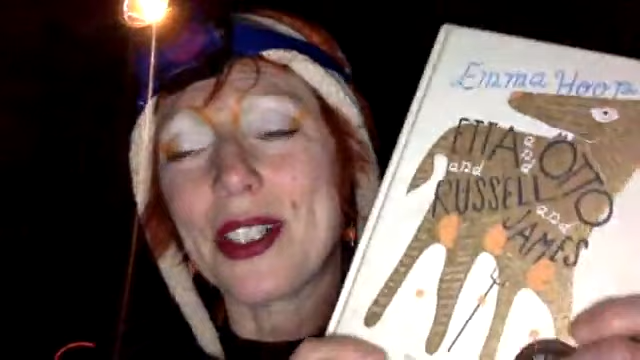 Emma Hoop
ETTA and OTTO
and
RUSSELL and
JAMES